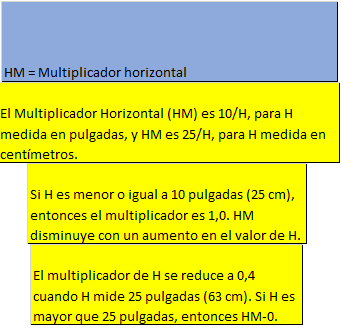 HM = Multiplicador horizontal
El Multiplicador Horizontal (HM) es 10/H, para H
medida en pulgadas, y HM es 25/H, para H medida en
centímetros.
Si H es menor o igual a 10 pulgadas (25 cm),
entonces el multiplicador es 1,0. HM
disminuye con un aumento en el valor de H.
El multiplicador de H se reduce a 0,4
cuando H mide 25 pulgadas (63 cm). Si H es
mayor que 25 pulgadas, entonces HM-0.